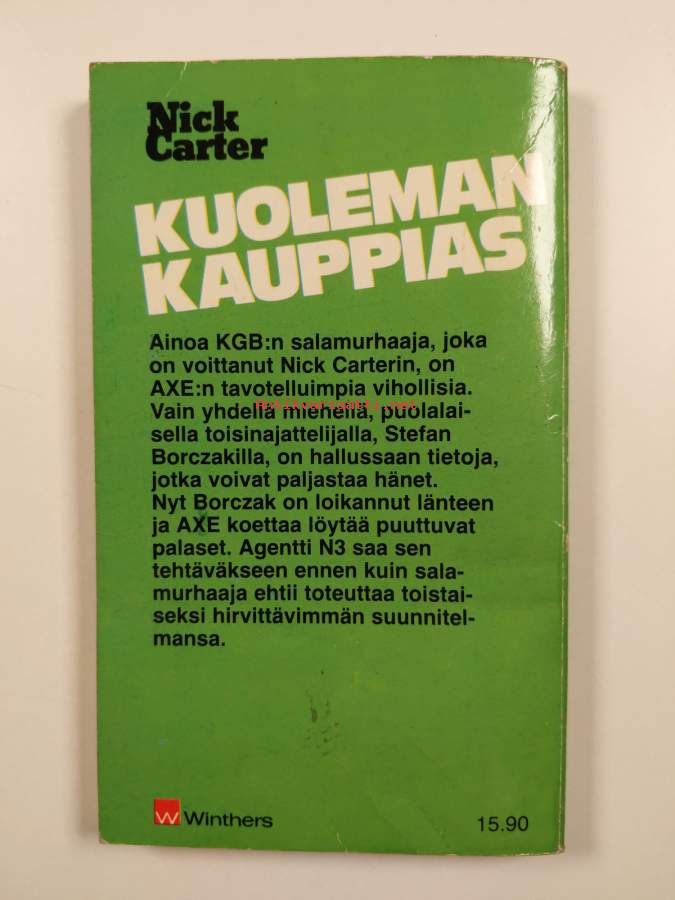 Nick
Carter
KUOLEMAN
KAUPPIAS
Ainoa KGB:n salamurhaaja, joka
on voittanut Nick Carterin, on
AXE:n tavotelluimpia vihollisia.
Antikvariaatti.net
Vain yhdellä miehellä, puolalai-
sella toisinajattelijalla, Stefan
Borczakilla, on hallussaan tietoja,
jotka voivat paljastaa hänet.
Nyt Borczak on loikannut länteen
ja AXE koettaa löytää puuttuvat
palaset. Agentti N3 saa sen
tehtäväkseen ennen kuin sala-
murhaaja ehtii toteuttaa toistai-
seksi hirvittävimmän suunnitel-
mansa.
W Winthers
15.90